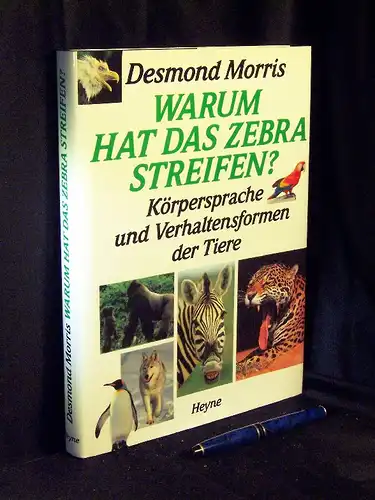 Desmond Morris
WARUM
HAT DAS ZEBRA
STREIFEN?
Körpersprache
und Verhaltensformen
der Tiere
Heyne
Desmond Morris WARUM HAT DAS ZEBRA STREIFEN?
Heyne